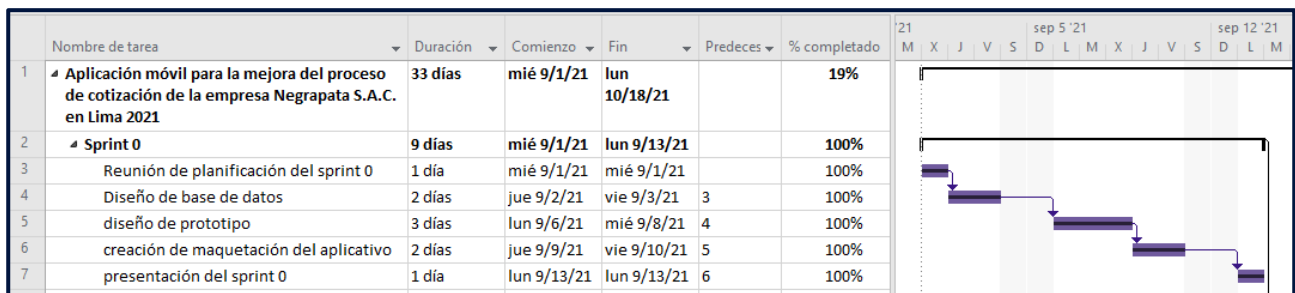 '21 sep 5 '21 sep 12 '21
Nombre de tarea Duración Comienzo Fin Predeces % completado M X J V S D L M X J V S D L M
1 Aplicación móvil para la mejora del proceso 33 días mié 9/1/21 lun 19%
de cotización de la empresa Negrapata S.A.C. 10/18/21
en Lima 2021
2 Sprint 0 9 días mié 9/1/21 lun 9/13/21 100%
3 Reunión de planificación del sprint 0 1 día mié 9/1/21 mié 9/1/21 100%
4 Diseño de base de datos 2 días jue 9/2/21 vie 9/3/21 3 100%
5 diseño de prototipo 3 días lun 9/6/21 mié 9/8/21 4 100%
6 creación de maquetación del aplicativo 2 días jue 9/9/21 vie 9/10/21 5 100%
7 presentación del sprint 0 1 día lun 9/13/21 lun 9/13/21 6 100%